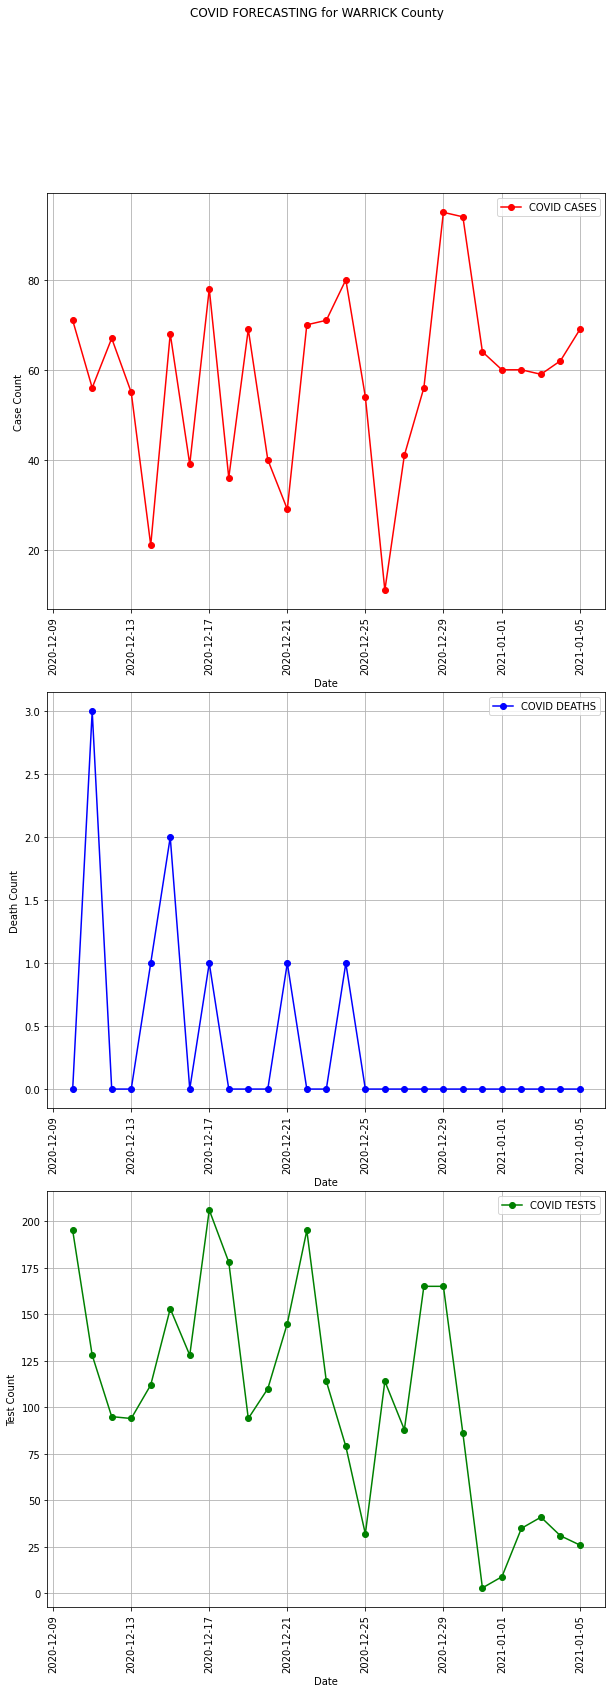 COVID FORECASTING for WARRICK County
COVID CASES
80
60
40
20
Case Count
2020-12-09 2020-12-13 2020-12-17 2020-12-21 2020-12-25 2020-12-29 2021-01-01 2021-01-05
Date
COVID DEATHS
3.0
2.5
2.0
1.5
1.0
0.5
0.0
Death Count
2020-12-09 2020-12-13 2020-12-17 2020-12-21 2020-12-25 2020-12-29 2021-01-01 2021-01-05
Date
COVID TESTS
200
175
150
125
100
75
50
25
0
Test Count
2020-12-09 2020-12-13 2020-12-17 2020-12-21 2020-12-25 2020-12-29 2021-01-01 2021-01-05
Date